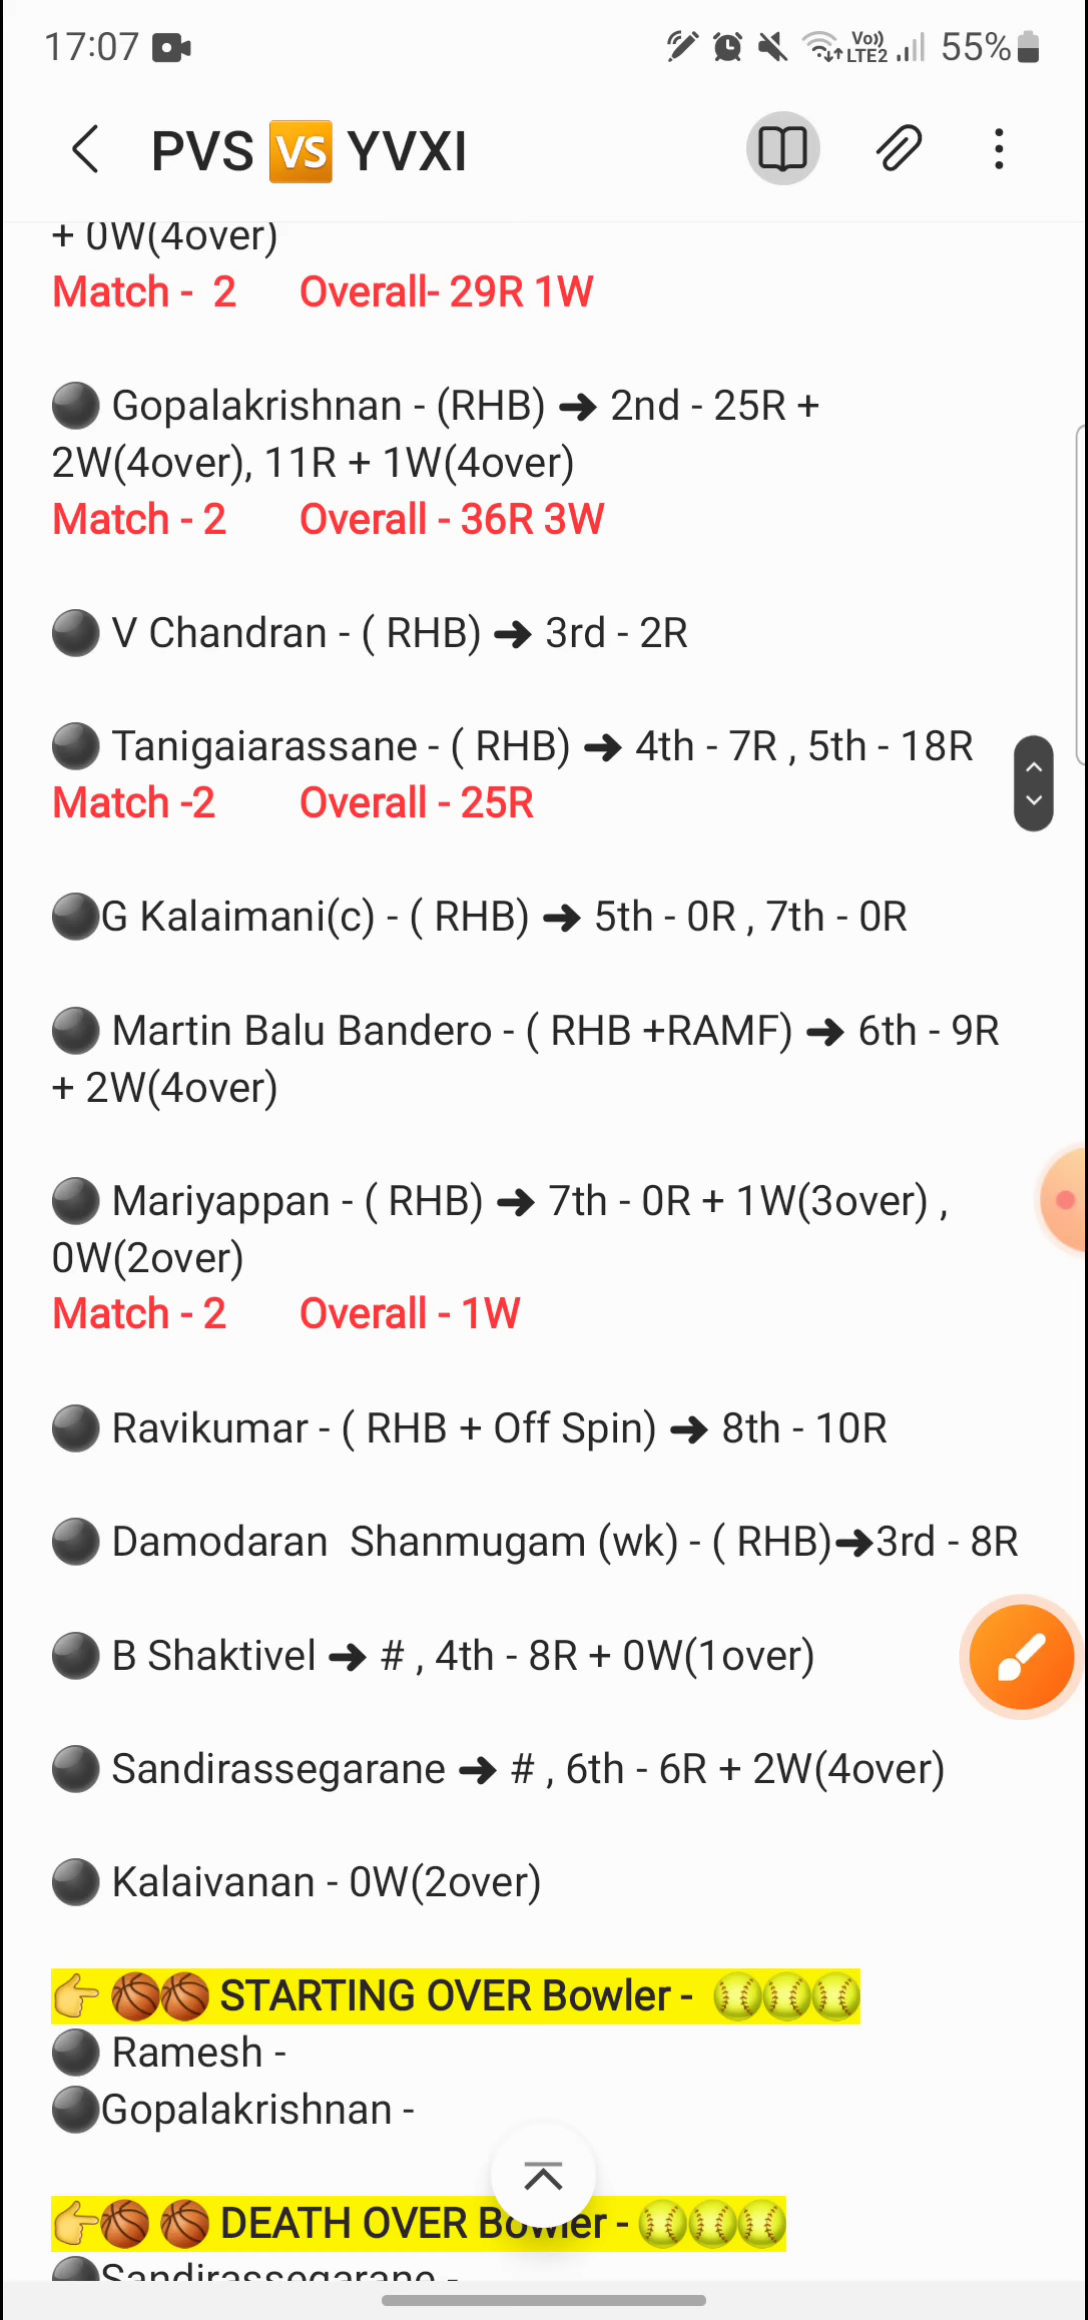 17:07 Vo)) LTE2 55%
PVS VS YVXI
+ 0W(4over)
Match - 2 Overall- 29R 1W
Gopalakrishnan - (RHB) ➔ 2nd - 25R +
2W(4over), 11R + 1W(4over)
Match - 2 Overall - 36R 3W
V Chandran - ( RHB) ➔ 3rd - 2R
Tanigaiarassane - ( RHB) ➔ 4th - 7R , 5th - 18R
Match -2 Overall - 25R
G Kalaimani(c) - ( RHB) ➔ 5th - 0R , 7th - 0R
Martin Balu Bandero - ( RHB +RAMF) ➔ 6th - 9R
+ 2W(4over)
Mariyappan - ( RHB) ➔ 7th - 0R + 1W(3over) ,
0W(2over)
Match - 2 Overall - 1W
Ravikumar - ( RHB + Off Spin) ➔ 8th - 10R
Damodaran Shanmugam (wk) - ( RHB)➔3rd - 8R
B Shaktivel ➔ # , 4th - 8R + 0W(1over)
Sandirassegarane ➔ # , 6th - 6R + 2W(4over)
Kalaivanan - 0W(2over)
STARTING OVER Bowler -
Ramesh -
Gopalakrishnan -
DEATH OVER Bowler -
Sandirassegarane -